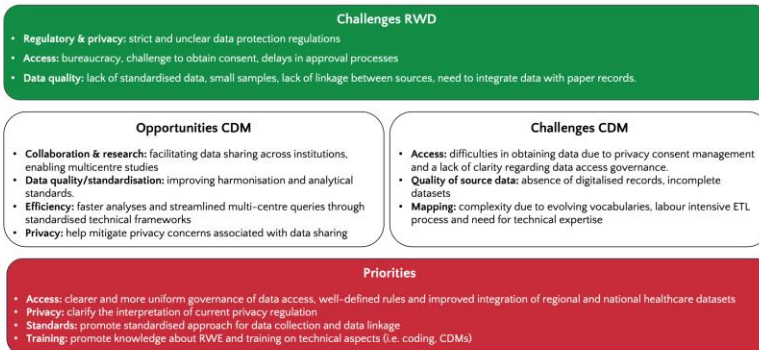 Challenges RWD
• Regulatory & privacy: strict and unclear data protection regulations
• Access: bureaucracy, challenge to obtain consent, delays in approval processes
• Data quality: lack of standardised data, small samples, lack of linkage between sources, need to integrate data with paper records.
Opportunities CDM
• Collaboration & research: facilitating data sharing across institutions,
enabling multicentre studies
• Data quality/standardisation: improving harmonisation and analytical
standards.
• Efficiency: faster analyses and streamlined multi-centre queries through
standardised technical frameworks
• Privacy: help mitigate privacy concerns associated with data sharing
Challenges CDM
• Access: difficulties in obtaining data due to privacy consent management
and a lack of clarity regarding data access governance.
• Quality of source data: absence of digitalised records, incomplete
datasets
• Mapping: complexity due to evolving vocabularies, labour intensive ETL
process and need for technical expertise
Priorities
• Access: clearer and more uniform governance of data access, well-defined rules and improved integration of regional and national healthcare datasets
• Privacy: clarify the interpretation of current privacy regulation
• Standards: promote standardised approach for data collection and data linkage
• Training: promote knowledge about RWE and training on technical aspects (i.e. coding, CDMs)